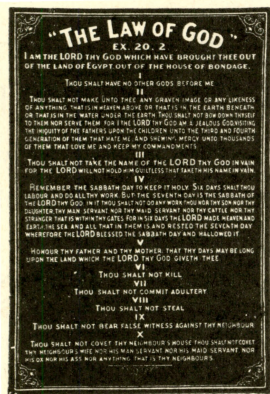 "THE LAW OF GOD"
EX. 20. 2
I AM THE LORD THY GOD WHICH HAVE BROUGHT THEE OUT
OF THE LAND OF EGYPT, OUT OF THE HOUSE OF BONDAGE.
I
THOU SHALT HAVE NO OTHER GODS BEFORE ME
II
THOU SHALT NOT MAKE UNTO THEE ANY GRAVEN IMAGE OR ANY LIKENESS
OF ANYTHING THAT IS IN HEAVEN ABOVE OR THAT IS IN THE EARTH BENEATH
OR THAT IS IN THE WATER UNDER THE EARTH THOU SHALT NOT BOW DOWN THYSELF
TO THEM NOR SERVE THEM FOR I THE LORD THY GOD AM A JEALOUS GOD VISITING
THE INIQUITY OF THE FATHERS UPON THE CHILDREN UNTO THE THIRD AND FOURTH
GENERATION OF THEM THAT HATE ME AND SHEWING MERCY UNTO THOUSANDS
OF THEM THAT LOVE ME AND KEEP MY COMMANDMENTS
III
THOU SHALT NOT TAKE THE NAME OF THE LORD THY GOD IN VAIN
FOR THE LORD WILL NOT HOLD HIM GUILTLESS THAT TAKETH HIS NAME IN VAIN.
IV
REMEMBER THE SABBATH DAY TO KEEP IT HOLY SIX DAYS SHALT THOU
LABOUR AND DO ALL THY WORK BUT THE SEVENTH DAY IS THE SABBATH OF
THE LORD THY GOD. IN IT THOU SHALT NOT DO ANY WORK THOU NOR THY SON NOR THY
DAUGHTER THY MAN SERVANT NOR THY MAID SERVANT NOR THY CATTLE NOR THY
STRANGER THAT IS WITHIN THY GATES FOR IN SIX DAYS THE LORD MADE HEAVEN AND
EARTH THE SEA AND ALL THAT IN THEM IS AND RESTED THE SEVENTH DAY
WHEREFORE THE LORD BLESSED THE SABBATH DAY AND HALLOWED IT
V
HONOUR THY FATHER AND THY MOTHER, THAT THY DAYS MAY BE LONG
UPON THE LAND WHICH THE LORD THY GOD GIVETH THEE
VI
THOU SHALT NOT KILL
VII
THOU SHALT NOT COMMIT ADULTERY
VIII
THOU SHALT NOT STEAL
IX
THOU SHALT NOT BEAR FALSE WITNESS AGAINST THY NEIGHBOUR
X
THOU SHALT NOT COVET THY NEIGHBOUR'S HOUSE THOU SHALT NOT COVET
THY NEIGHBOUR'S WIFE NOR HIS MAN SERVANT NOR HIS MAID SERVANT NOR
HIS OX NOR HIS ASS NOR ANYTHING THAT IS THY NEIGHBOUR'S